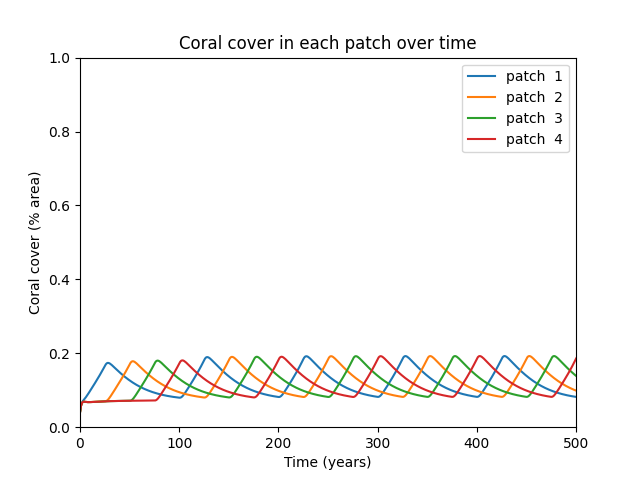 Coral cover in each patch over time
Coral cover (% area)
1.0
0.8
0.6
0.4
0.2
0.0
patch 1
patch 2
patch 3
patch 4
0 100 200 300 400 500
Time (years)